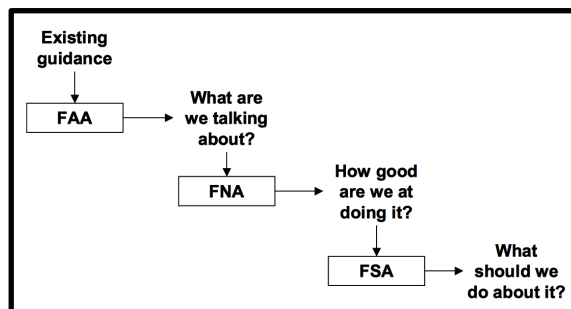 Existing
guidance
FAA
What are
we talking
about?
FNA
How good
are we at
doing it?
FSA
What
should we
do about it?